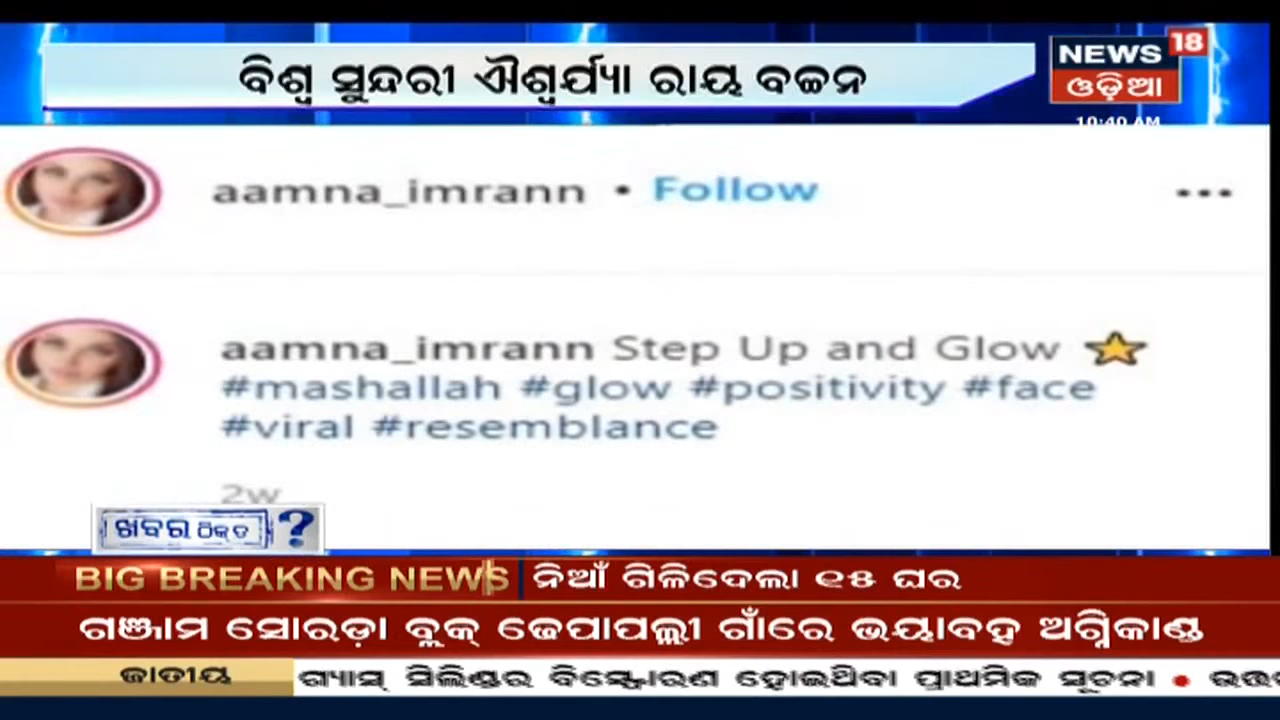 ବିଶ୍ୱ ସୁନ୍ଦରୀ ଐଶ୍ୱର୍ଯ୍ୟା ରାୟ ବଚ୍ଚନ
NEWS 18
ଓଡ଼ିଆ
10:40 AM
aamna_imrann • Follow
aamna_imrann Step Up and Glow ⭐
#mashallah #glow #positivity #face
#viral #resemblance
2w
ଖବର ଠିକ୍ ତ ?
BIG BREAKING NEWS ନିଆଁ ଗିଳିଦେଲା ୧୫ ଘର
ଗଞ୍ଜାମ ସୋରଡ଼ା ବ୍ଲକ୍ ଢେପାପଲ୍ଲୀ ଗାଁରେ ଭୟାବହ ଅଗ୍ନିକାଣ୍ଡ
ଜାତୀୟ ଗ୍ୟାସ୍ ସିଲିଣ୍ଡର ବିସ୍ଫୋରଣ ହୋଇଥିବା ପ୍ରାଥମିକ ସୂଚନା •